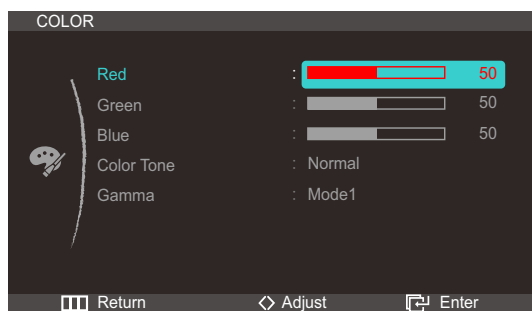 COLOR
Red : 50
Green : 50
Blue : 50
Color Tone : Normal
Gamma : Mode1
Return Adjust Enter